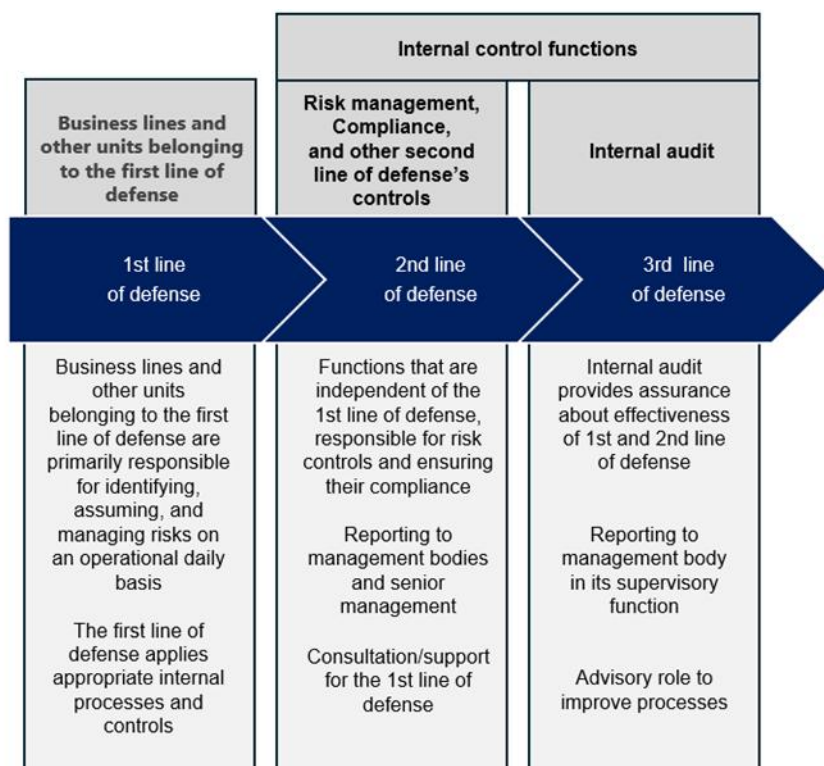 Internal control functions
Business lines and
other units belonging
to the first line of
defense
Risk management,
Compliance,
and other second
line of defense’s
controls
Internal audit
1st line
of defense
2nd line
of defense
3rd line
of defense
Business lines and
other units
belonging to the first
line of defense are
primarily responsible
for identifying,
assuming, and
managing risks on
an operational daily
basis
The first line of
defense applies
appropriate internal
processes and
controls
Functions that are
independent of the
1st line of defense,
responsible for risk
controls and ensuring
their compliance
Reporting to
management bodies
and senior
management
Consultation/support
for the 1st line of
defense
Internal audit
provides assurance
about effectiveness
of 1st and 2nd line
of defense
Reporting to
management body
in its supervisory
function
Advisory role to
improve processes